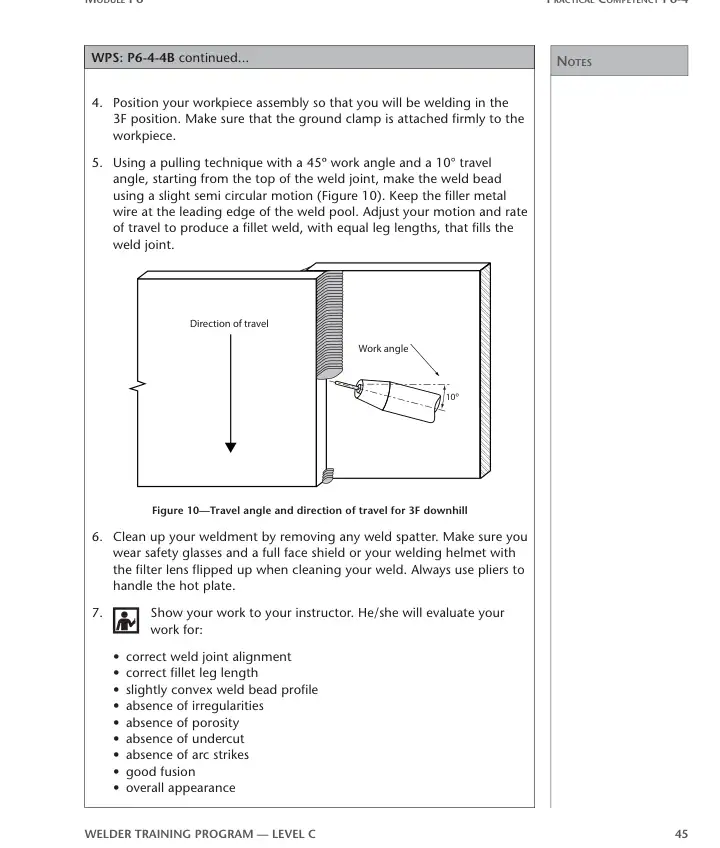 MODULE P6
PRACTICAL COMPETENCY P6-4
WPS: P6-4-4B continued...
NOTES
4. Position your workpiece assembly so that you will be welding in the
3F position. Make sure that the ground clamp is attached firmly to the
workpiece.
5. Using a pulling technique with a 45º work angle and a 10° travel
angle, starting from the top of the weld joint, make the weld bead
using a slight semi circular motion (Figure 10). Keep the filler metal
wire at the leading edge of the weld pool. Adjust your motion and rate
of travel to produce a fillet weld, with equal leg lengths, that fills the
weld joint.
Direction of travel
Work angle
10°
Figure 10—Travel angle and direction of travel for 3F downhill
6. Clean up your weldment by removing any weld spatter. Make sure you
wear safety glasses and a full face shield or your welding helmet with
the filter lens flipped up when cleaning your weld. Always use pliers to
handle the hot plate.
7. Show your work to your instructor. He/she will evaluate your
work for:
• correct weld joint alignment
• correct fillet leg length
• slightly convex weld bead profile
• absence of irregularities
• absence of porosity
• absence of undercut
• absence of arc strikes
• good fusion
• overall appearance
WELDER TRAINING PROGRAM — LEVEL C
45